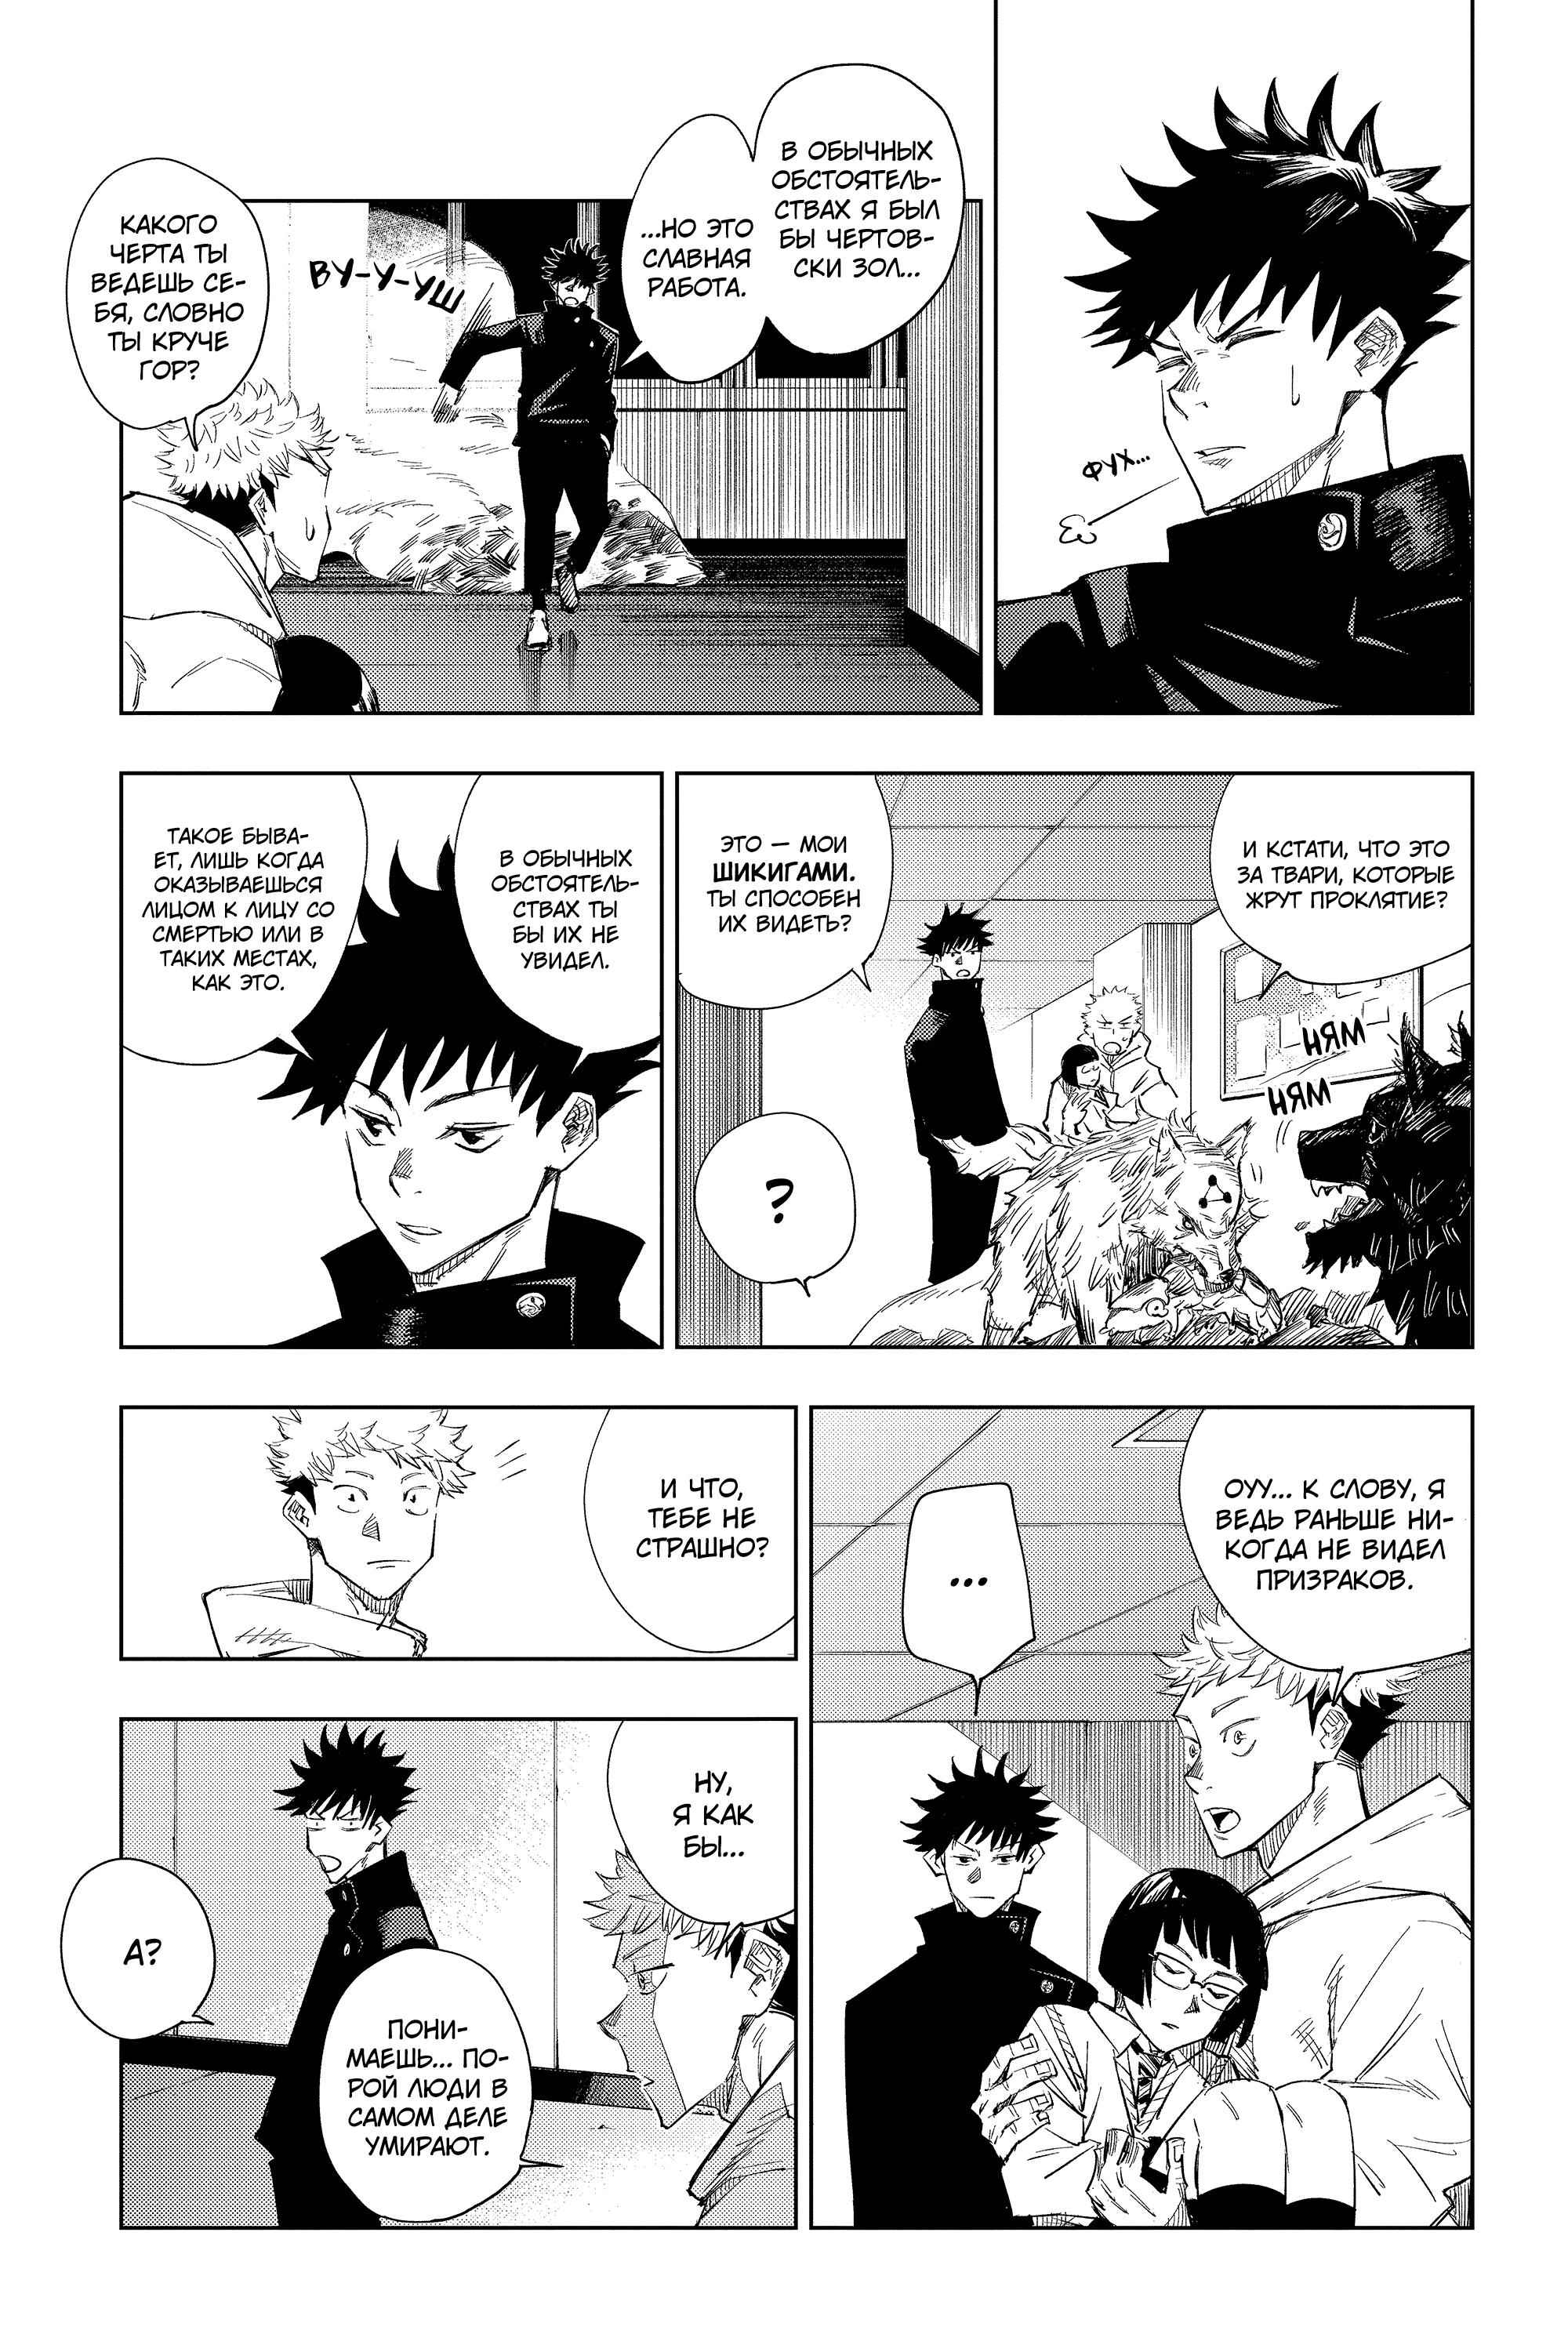 ФУХ...
В ОБЫЧНЫХ
ОБСТОЯТЕЛЬ-
СТВАХ Я БЫЛ
БЫ ЧЕРТОВ-
СКИ ЗОЛ...
...НО ЭТО
СЛАВНАЯ
РАБОТА.
ВУ-У-УШ
КАКОГО
ЧЕРТА ТЫ
ВЕДЕШЬ СЕ-
БЯ, СЛОВНО
ТЫ КРУЧЕ
ГОР?
И КСТАТИ, ЧТО ЭТО
ЗА ТВАРИ, КОТОРЫЕ
ЖРУТ ПРОКЛЯТИЕ?
НЯМ
НЯМ
ЭТО — МОИ
ШИКИГАМИ.
ТЫ СПОСОБЕН
ИХ ВИДЕТЬ?
?
В ОБЫЧНЫХ
ОБСТОЯТЕЛЬ-
СТВАХ ТЫ
БЫ ИХ НЕ
УВИДЕЛ.
ТАКОЕ БЫВА-
ЕТ, ЛИШЬ КОГДА
ОКАЗЫВАЕШЬСЯ
ЛИЦОМ К ЛИЦУ СО
СМЕРТЬЮ ИЛИ В
ТАКИХ МЕСТАХ,
КАК ЭТО.
ОУУ... К СЛОВУ, Я
ВЕДЬ РАНЬШЕ НИ-
КОГДА НЕ ВИДЕЛ
ПРИЗРАКОВ.
...
И ЧТО,
ТЕБЕ НЕ
СТРАШНО?
НУ,
Я КАК
БЫ...
А?
ПОНИ-
МАЕШЬ... ПО-
РОЙ ЛЮДИ В
САМОМ ДЕЛЕ
УМИРАЮТ.